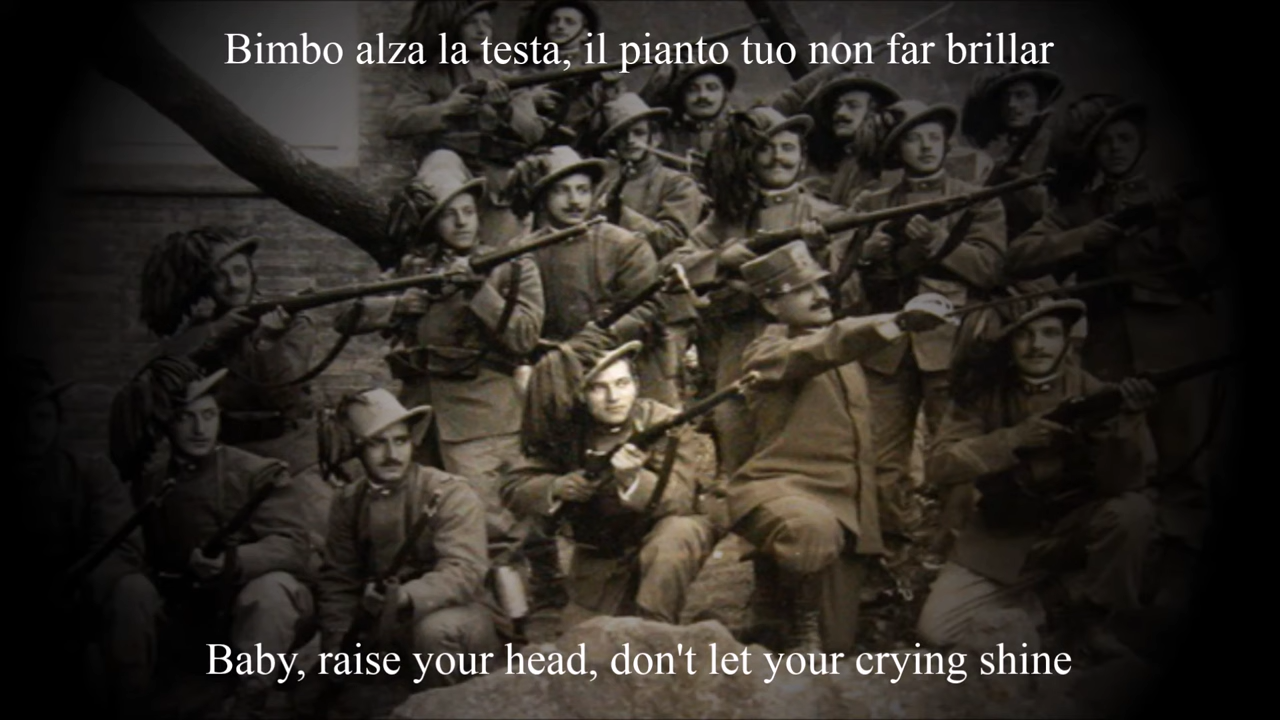 Bimbo alza la testa, il pianto tuo non far brillar
Baby, raise your head, don't let your crying shine